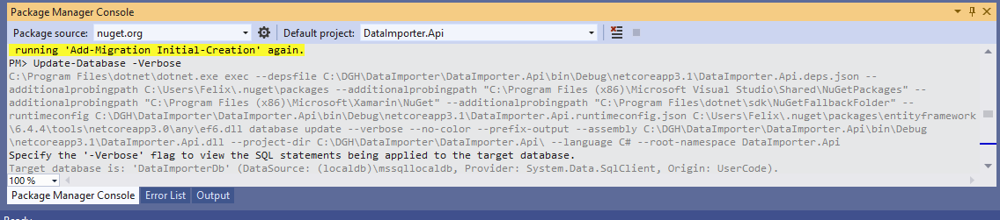 Package Manager Console
Package source: nuget.org Default project: DataImporter.Api
running 'Add-Migration Initial-Creation' again.
PM> Update-Database -Verbose
C:\Program Files\dotnet\dotnet.exe exec --depsfile C:\DGH\DataImporter\DataImporter.Api\bin\Debug\netcoreapp3.1\DataImporter.Api.deps.json --
additionalprobingpath C:\Users\Felix\.nuget\packages --additionalprobingpath "C:\Program Files (x86)\Microsoft Visual Studio\Shared\NuGetPackages" --
additionalprobingpath "C:\Program Files (x86)\Microsoft\Xamarin\NuGet" --additionalprobingpath "C:\Program Files\dotnet\sdk\NuGetFallbackFolder" --
runtimeconfig C:\DGH\DataImporter\DataImporter.Api\bin\Debug\netcoreapp3.1\DataImporter.Api.runtimeconfig.json C:\Users\Felix\.nuget\packages\entityframework
\6.4.4\tools\netcoreapp3.0\any\ef6.dll database update --verbose --no-color --prefix-output --assembly C:\DGH\DataImporter\DataImporter.Api\bin\Debug
\netcoreapp3.1\DataImporter.Api.dll --project-dir C:\DGH\DataImporter\DataImporter.Api\ --language C# --root-namespace DataImporter.Api
Specify the '-Verbose' flag to view the SQL statements being applied to the target database.
Target database is: 'DataImporterDb' (DataSource: (localdb)\mssqllocaldb, Provider: System.Data.SqlClient, Origin: UserCode).
100 %
Package Manager Console Error List Output